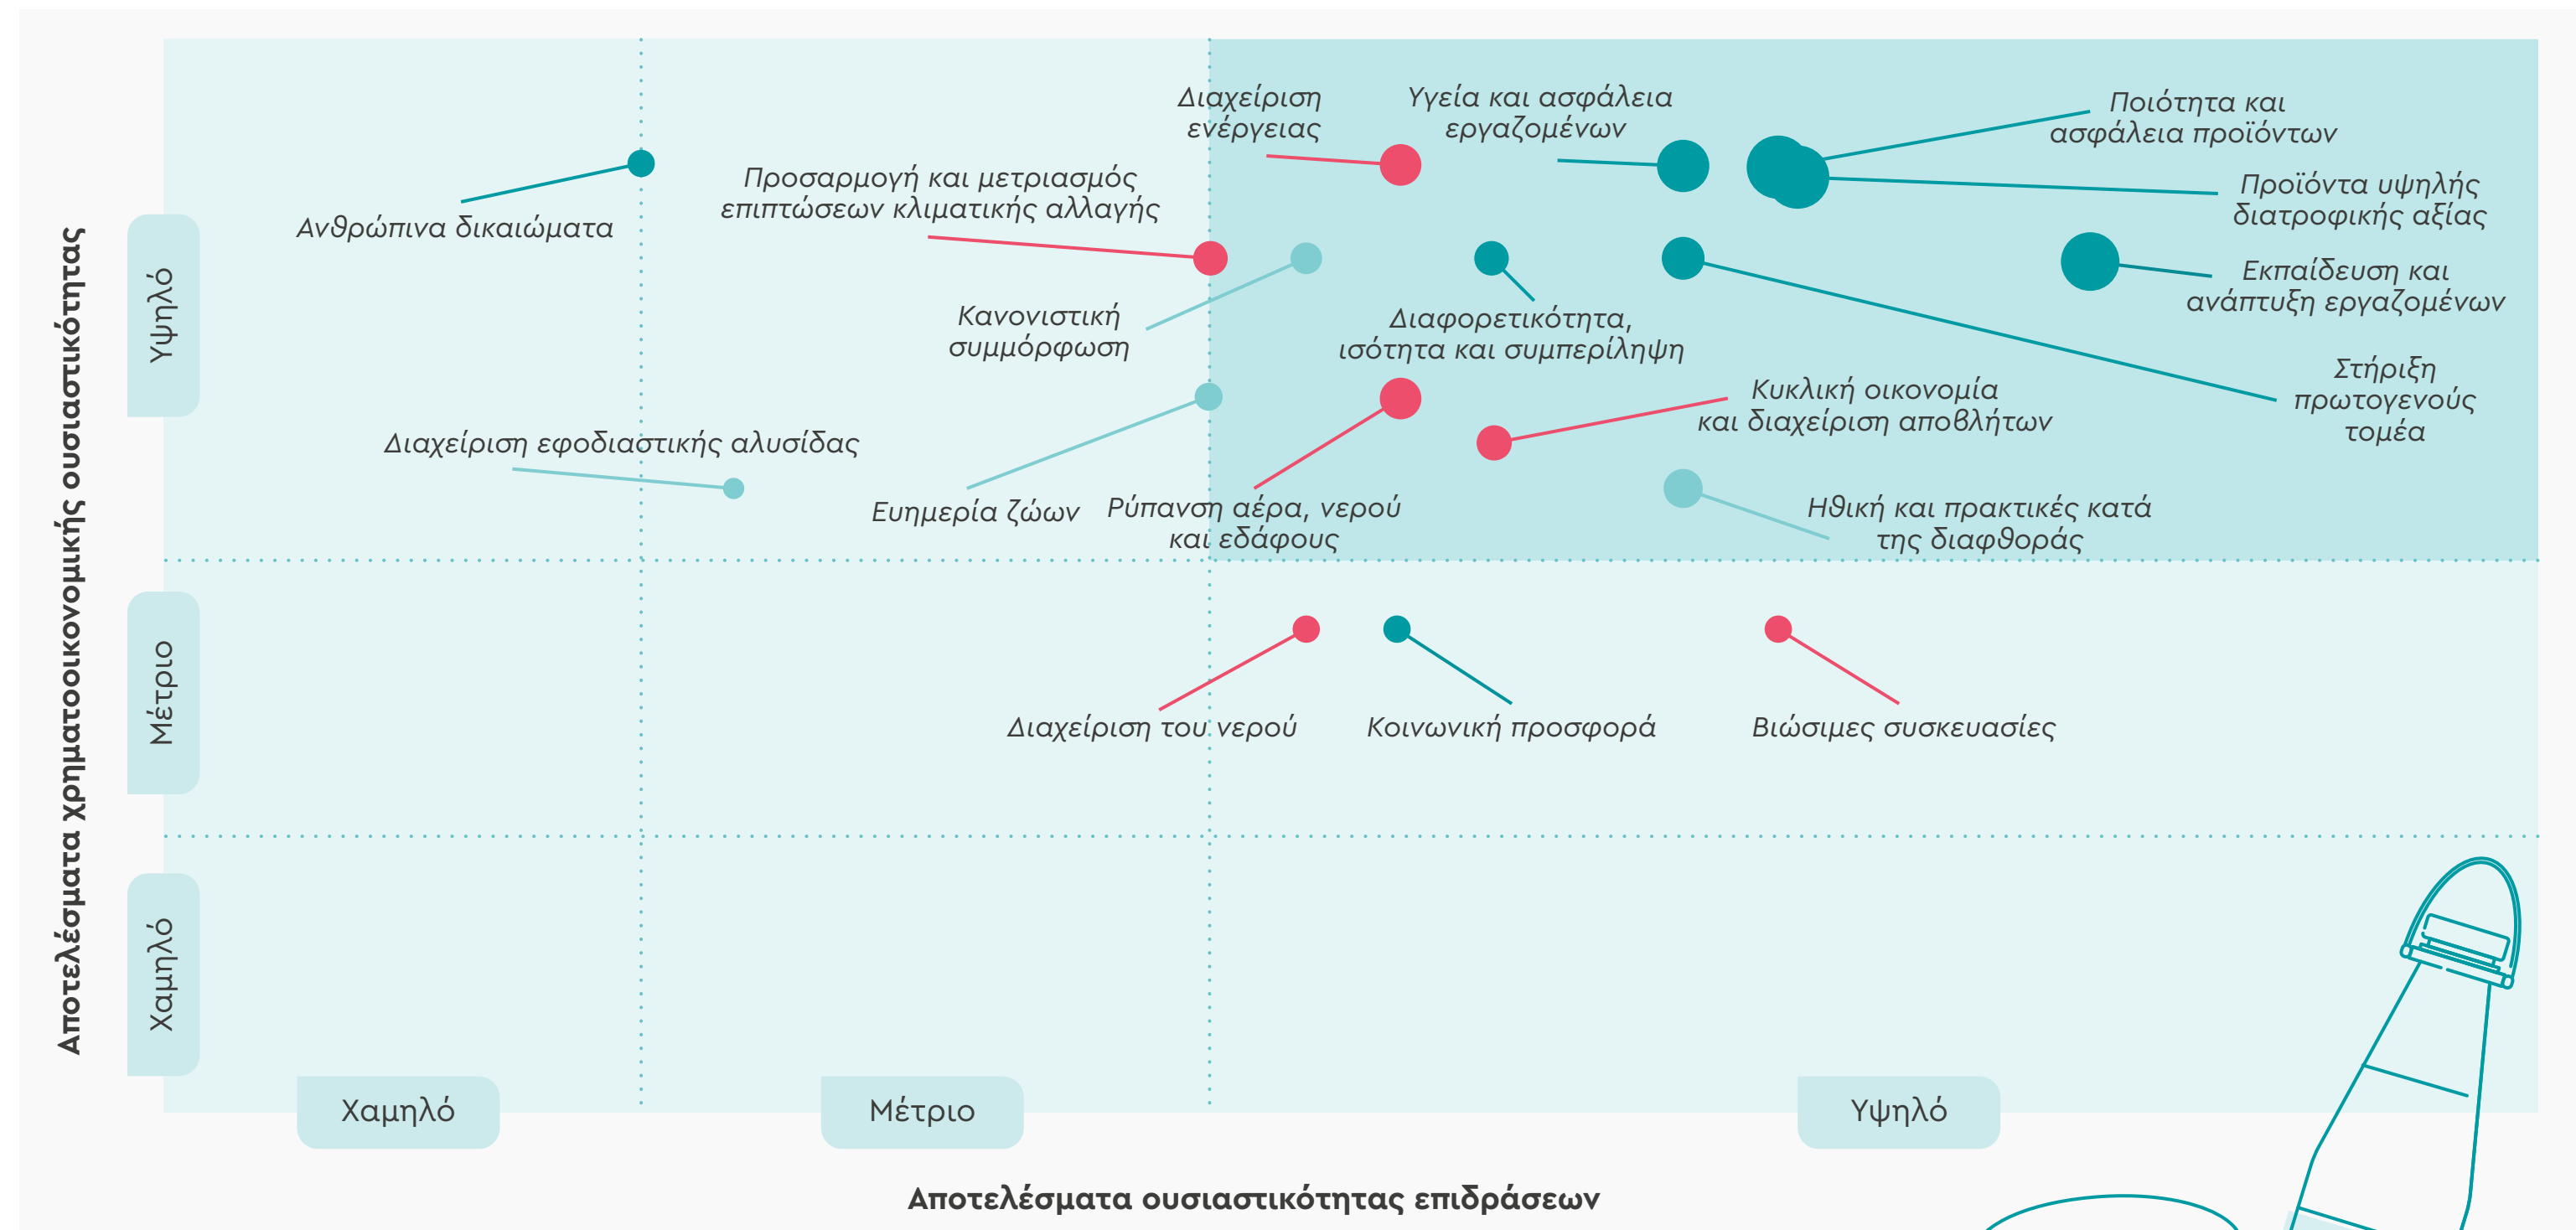 Αποτελέσματα χρηματοοικονομικής ουσιαστικότητας
Υψηλό
Μέτριο
Χαμηλό
Ανθρώπινα δικαιώματα
Προσαρμογή και μετριασμός
επιπτώσεων κλιματικής αλλαγής
Διαχείριση
ενέργειας
Υγεία και ασφάλεια
εργαζομένων
Ποιότητα και
ασφάλεια προϊόντων
Προϊόντα υψηλής
διατροφικής αξίας
Εκπαίδευση και
ανάπτυξη εργαζομένων
Κανονιστική
συμμόρφωση
Διαφορετικότητα,
ισότητα και συμπερίληψη
Στήριξη
πρωτογενούς
τομέα
Κυκλική οικονομία
και διαχείριση αποβλήτων
Διαχείριση εφοδιαστικής αλυσίδας
Ευημερία ζώων
Ρύπανση αέρα, νερού
και εδάφους
Ηθική και πρακτικές κατά
της διαφθοράς
Διαχείριση του νερού
Κοινωνική προσφορά
Βιώσιμες συσκευασίες
Χαμηλό
Μέτριο
Υψηλό
Αποτελέσματα ουσιαστικότητας επιδράσεων